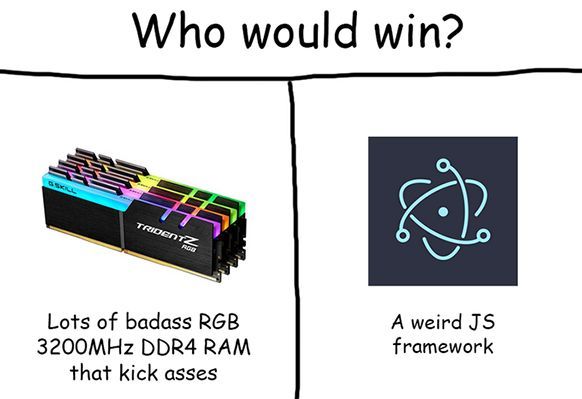 Who would win?
G.SKILL
TRIDENT Z
RGB
Lots of badass RGB
3200MHz DDR4 RAM
that kick asses
A weird JS
framework